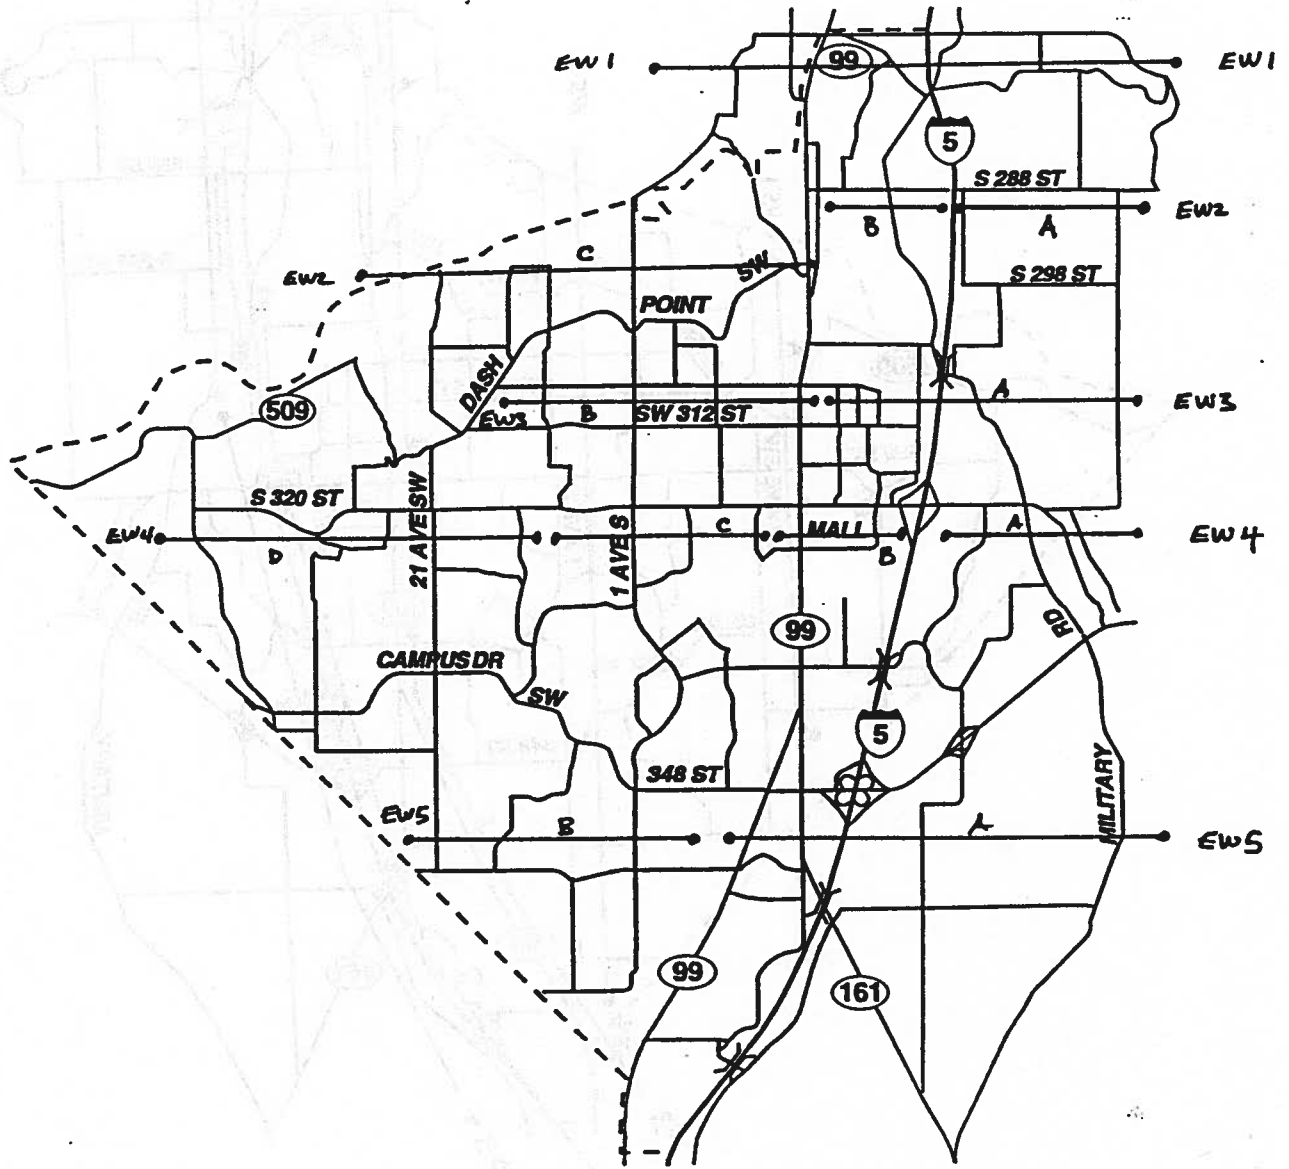 EW1
99
EW1
5
S 288 ST
B
A
EW2
C
SW
S 298 ST
EW2
POINT
DASH
A
509
EW3
B
SW 312 ST
EW3
S 320 ST
21 AVE SW
1 AVE S
C
MALL
A
EW4
D
B
EW4
99
RD
CAMPUS DR
SW
5
348 ST
MILITARY
EW5
B
A
EW5
99
161